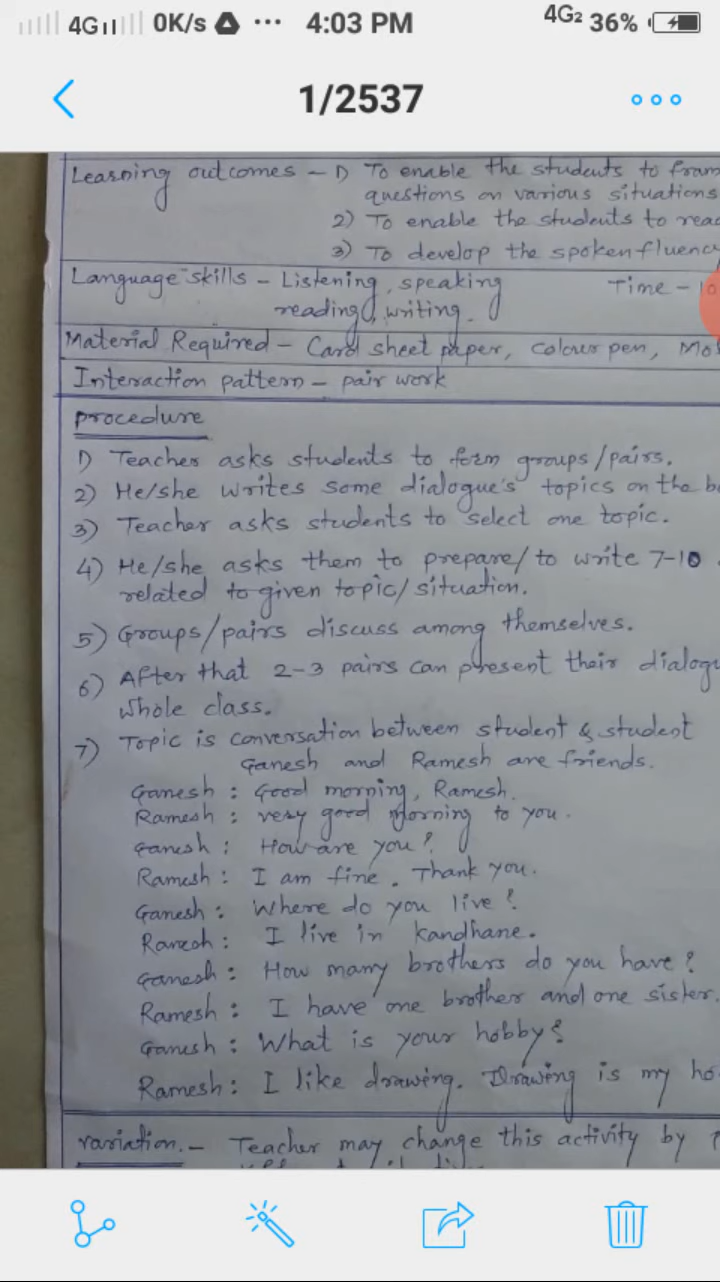 4G 0K/s ... 4:03 PM 4G2 36%
1/2537
Learning outcomes - 1) To enable the students to fram
questions on various situations
2) To enable the students to read
3) To develop the spoken fluency
Language skills - Listening, speaking Time - 10
reading, writing.
Material Required - Card sheet paper, colour pen, Mo
Interaction pattern - pair work
procedure
1) Teacher asks students to form groups/pairs.
2) He/she writes some dialogue's topics on the b
3) Teacher asks students to select one topic.
4) He/she asks them to prepare/to write 7-10
related to given topic/situation.
5) Groups/pairs discuss among themselves.
6) After that 2-3 pairs can present their dialogu
whole class.
7) Topic is conversation between student & student
Ganesh and Ramesh are friends.
Ganesh : Good morning, Ramesh.
Ramesh : very good morning to you.
Ganesh : How are you?
Ramesh : I am fine. Thank you.
Ganesh : Where do you live?
Ramesh : I live in kandhane.
Ganesh : How many brothers do you have?
Ramesh : I have one brother and one sister.
Ganesh : What is your hobby?
Ramesh : I like drawing. Drawing is my ho
variation. - Teacher may change this activity by